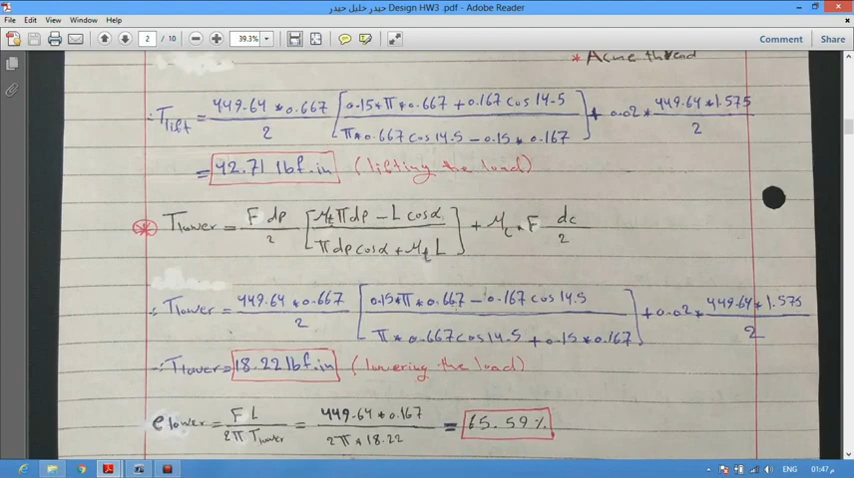 حيدر خليل حيدر Design HW3 .pdf - Adobe Reader
File Edit View Window Help
2 / 10 39.3% Comment Share
* Acme thread
∴ T_lift = (449.64 * 0.667)/2 [(0.15*π*0.667 + 0.167 cos 14.5)/(π*0.667 cos 14.5 - 0.15 * 0.167)] + 0.02 * (449.64 * 1.575)/2
= 42.71 lbf.in (lifting the load)
* T_lower = (F dp)/2 [(μt π dp - L cosα)/(π dp cosα + μt L)] + μc * F dc/2
∴ T_lower = (449.64 * 0.667)/2 [(0.15*π*0.667 - 0.167 cos 14.5)/(π*0.667 cos 14.5 + 0.15 * 0.167)] + 0.02 * (449.64 * 1.575)/2
∴ T_lower = 18.22 lbf.in (lowering the load)
e_lower = (F L)/(2π T_lower) = (449.64 * 0.167)/(2π * 18.22) = 65.59 %
ENG 01:47 م